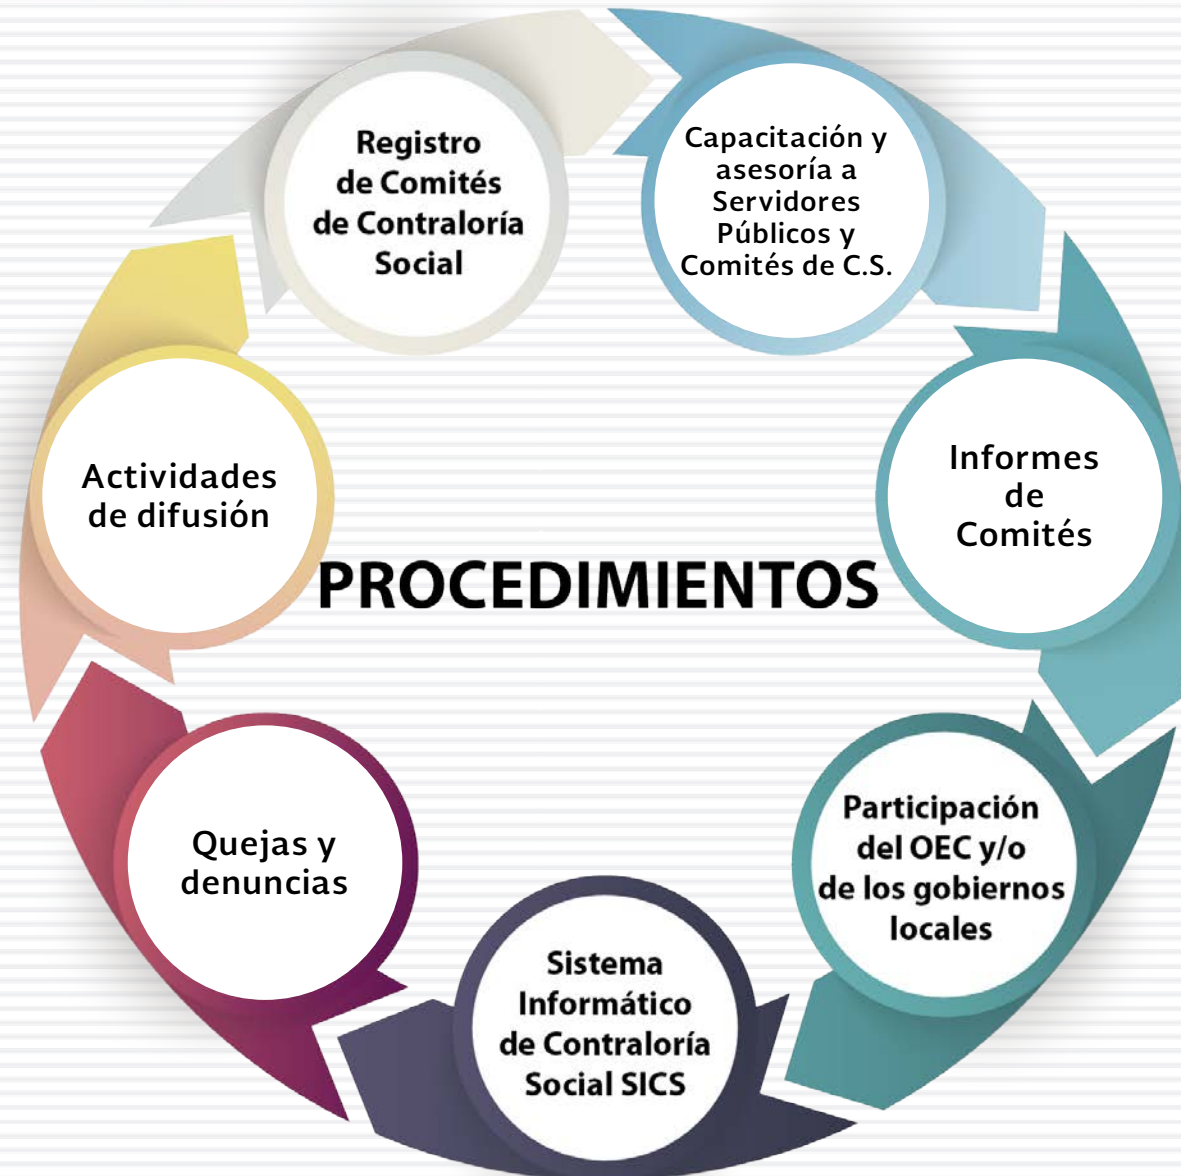 Registro
de Comités
de Contraloría
Social
Capacitación y
asesoría a
Servidores
Públicos y
Comités de C.S.
Informes
de
Comités
Participación
del OEC y/o
de los gobiernos
locales
Sistema
Informático
de Contraloría
Social SICS
Quejas y
denuncias
Actividades
de difusión
PROCEDIMIENTOS